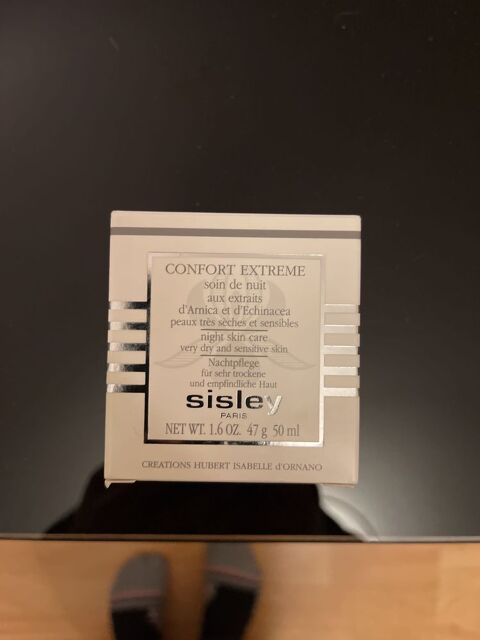 CONFORT EXTREME
soin de nuit
aux extraits
d'Arnica et d'Echinacea
peaux très sèches et sensibles
night skin care
very dry and sensitive skin
Nachtpflege
für sehr trockene
und empfindliche Haut
sisley
PARIS
NET WT. 1.6 OZ. 47 g 50 ml
CREATIONS HUBERT ISABELLE d'ORNANO